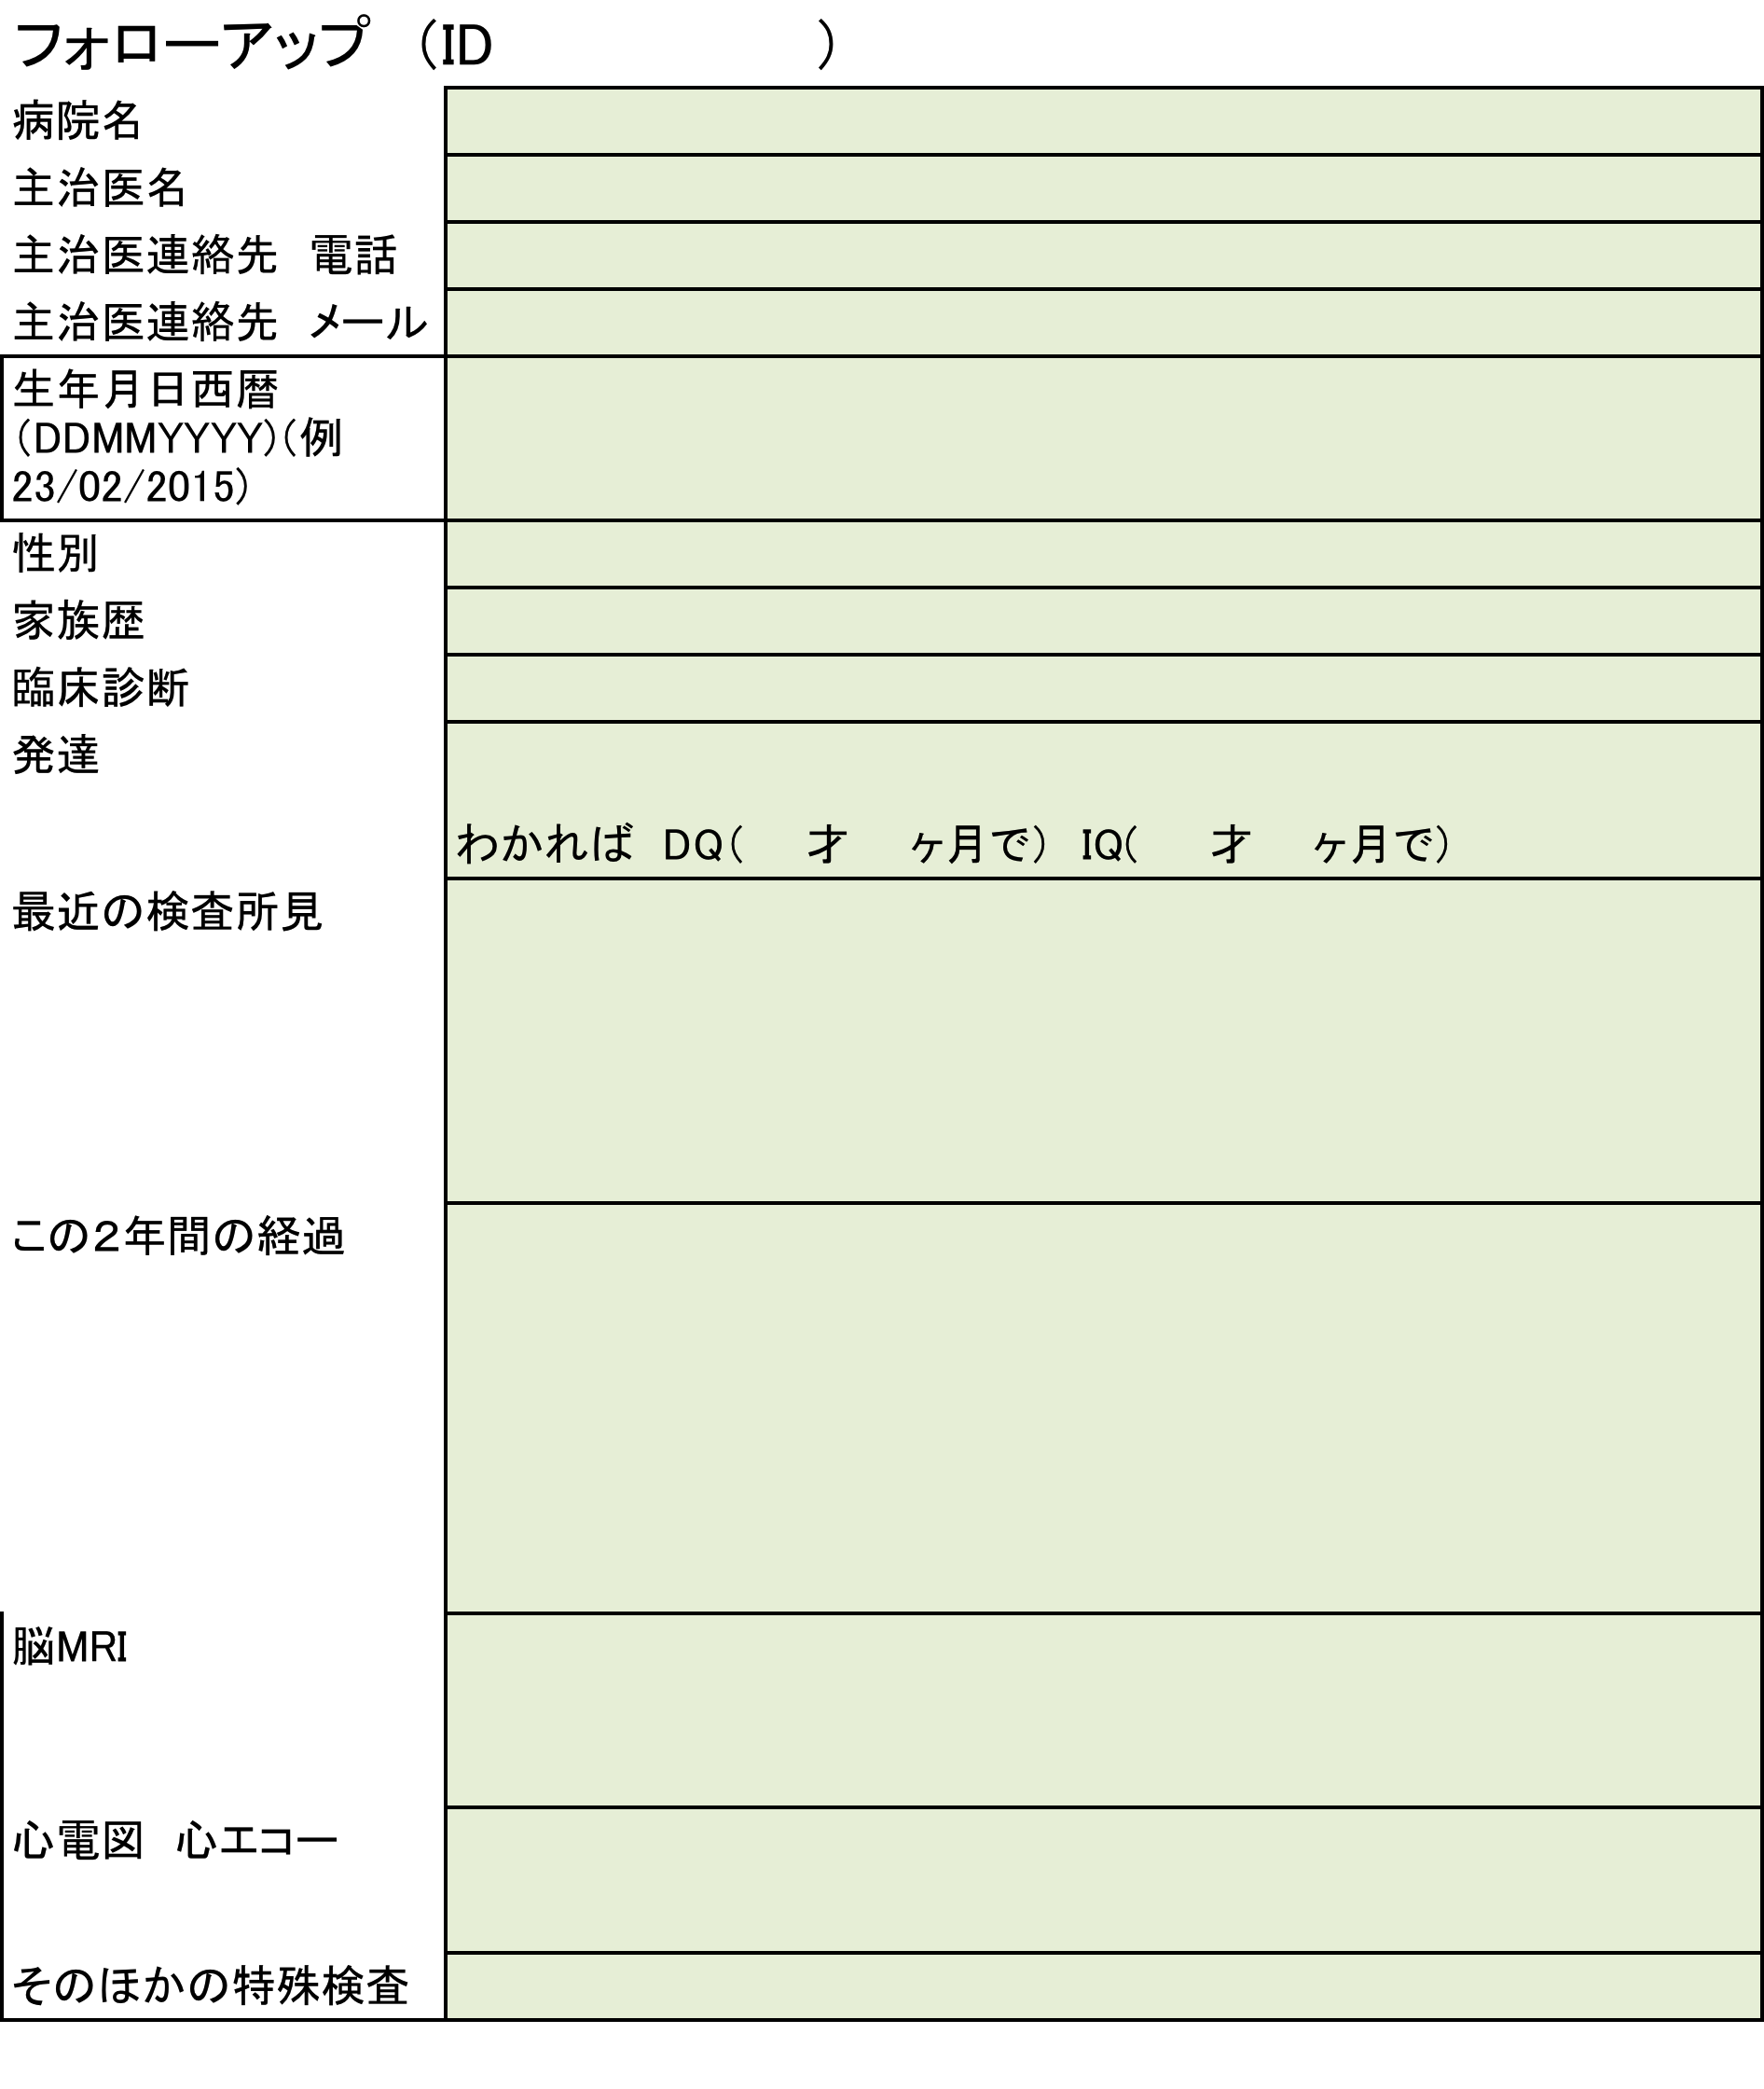 フォローアップ　（ID　　　　　　　）
病院名
主治医名
主治医連絡先　電話
主治医連絡先　メール
生年月日西暦
（DDMMYYYY）（例
23/02/2015）
性別
家族歴
臨床診断
発達
わかれば　DQ（　　才　　ヶ月で）　IQ（　　才　　ヶ月で）
最近の検査所見
この２年間の経過
脳MRI
心電図　心エコー
そのほかの特殊検査